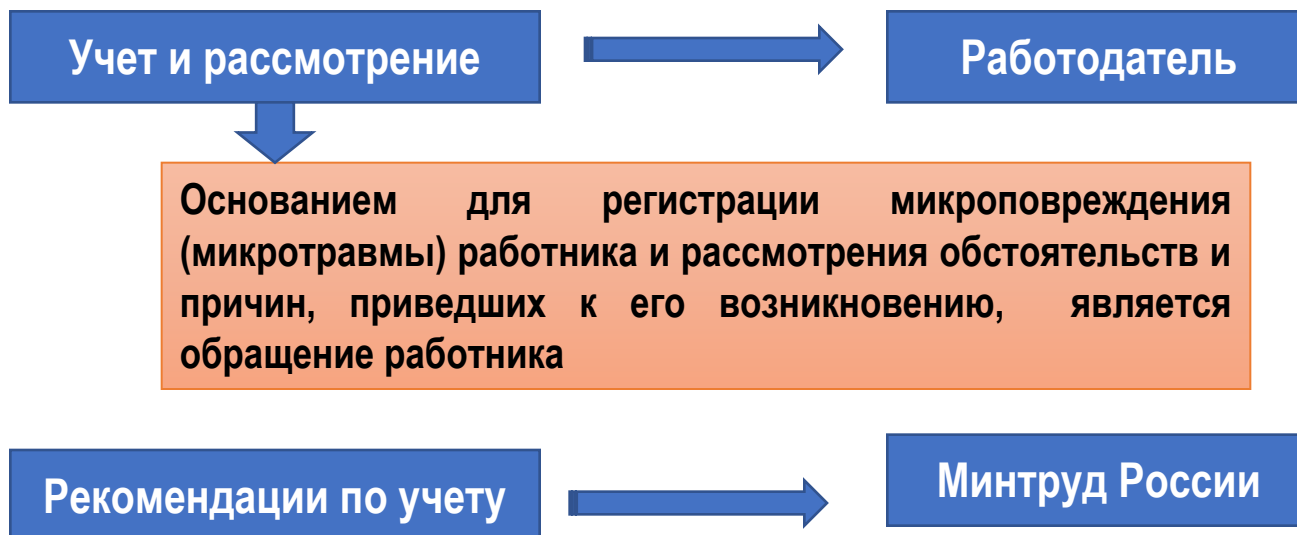 Учет и рассмотрение
Работодатель
Основанием для регистрации микроповреждения
(микротравмы) работника и рассмотрения обстоятельств и
причин, приведших к его возникновению, является
обращение работника
Рекомендации по учету
Минтруд России